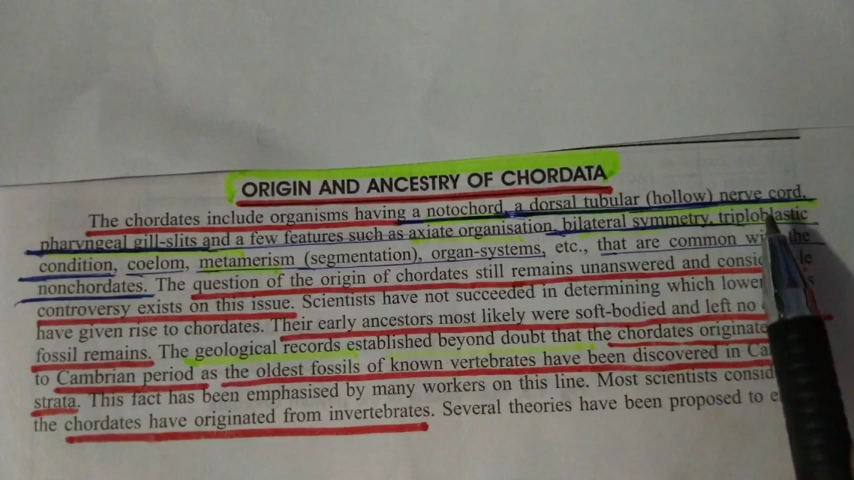 ORIGIN AND ANCESTRY OF CHORDATA
The chordates include organisms having a notochord, a dorsal tubular (hollow) nerve cord,
pharyngeal gill-slits and a few features such as axiate organisation, bilateral symmetry, triploblastic
condition, coelom, metamerism (segmentation), organ-systems, etc., that are common with the
nonchordates. The question of the origin of chordates still remains unanswered and
controversy exists on this issue. Scientists have not succeeded in determining which lower
have given rise to chordates. Their early ancestors most likely were soft-bodied and left no
fossil remains. The geological records established beyond doubt that the chordates
to Cambrian period as the oldest fossils of known vertebrates have been discovered in
strata. This fact has been emphasised by many workers on this line. Most scientists
the chordates have originated from invertebrates. Several theories have been proposed to